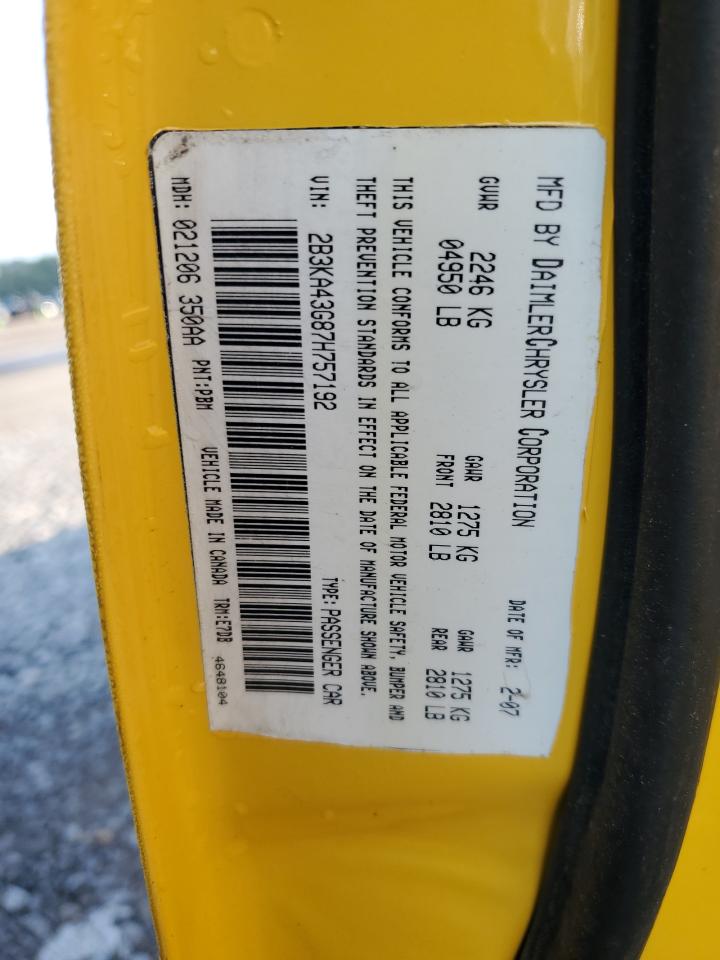 MFD BY DAIMLERCHRYSLER CORPORATION DATE OF MFR: 2-07
GVWR 2246 KG 04950 LB GAWR FRONT 1275 KG 2810 LB GAWR REAR 1275 KG 2810 LB
THIS VEHICLE CONFORMS TO ALL APPLICABLE FEDERAL MOTOR VEHICLE SAFETY, BUMPER AND
THEFT PREVENTION STANDARDS IN EFFECT ON THE DATE OF MANUFACTURE SHOWN ABOVE.
VIN: 2B3KA43G87H757192 TYPE: PASSENGER CAR
MDH: 021206 350AA PNT:PBM VEHICLE MADE IN CANADA TRM:E7DB 4648104